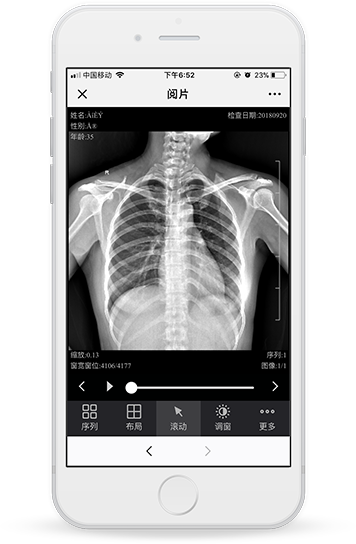 中国移动 下午6:52 23%
阅片
姓名:ÀîËÝ 检查日期:20180920
性别:Å®
年龄:35
缩放:0.13 序列:1
窗宽窗位:4106/4177 图像:1/1
序列 布局 滚动 调窗 更多